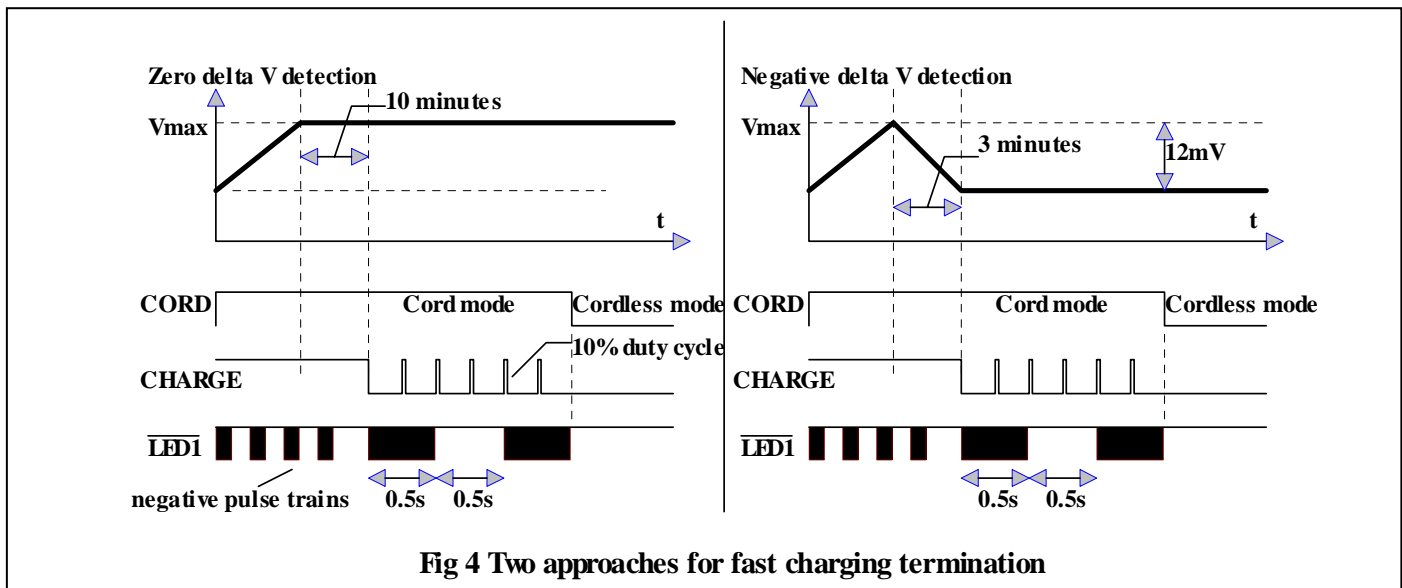 Zero delta V detection
10 minutes
Vmax
t
CORD
Cord mode
Cordless mode
10% duty cycle
CHARGE
LED1
negative pulse trains
0.5s
0.5s
Negative delta V detection
Vmax
3 minutes
12mV
t
CORD
Cord mode
Cordless mode
CHARGE
LED1
0.5s
0.5s
Fig 4 Two approaches for fast charging termination